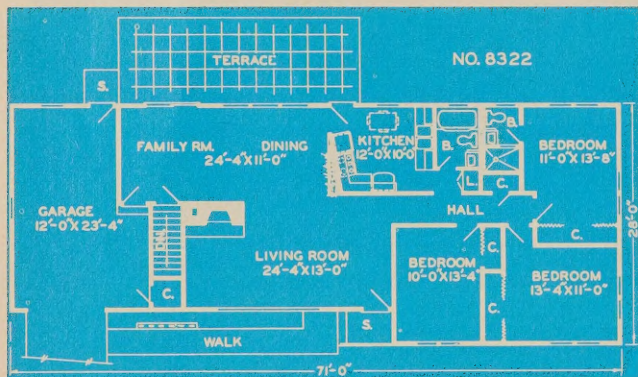 TERRACE
NO. 8322
S.
FAMILY RM.
DINING
24'-4"X11'-0"
KITCHEN
12'-0"X10'-0"
B.
B.
BEDROOM
11'-0"X13'-8"
L.
C.
GARAGE
12'-0"X23'-4"
DN.
HALL
C.
28'-0"
LIVING ROOM
24'-4"X13'-0"
C.
BEDROOM
10'-0"X13'-4"
C.
BEDROOM
13'-4"X11'-0"
C.
S.
WALK
71'-0"